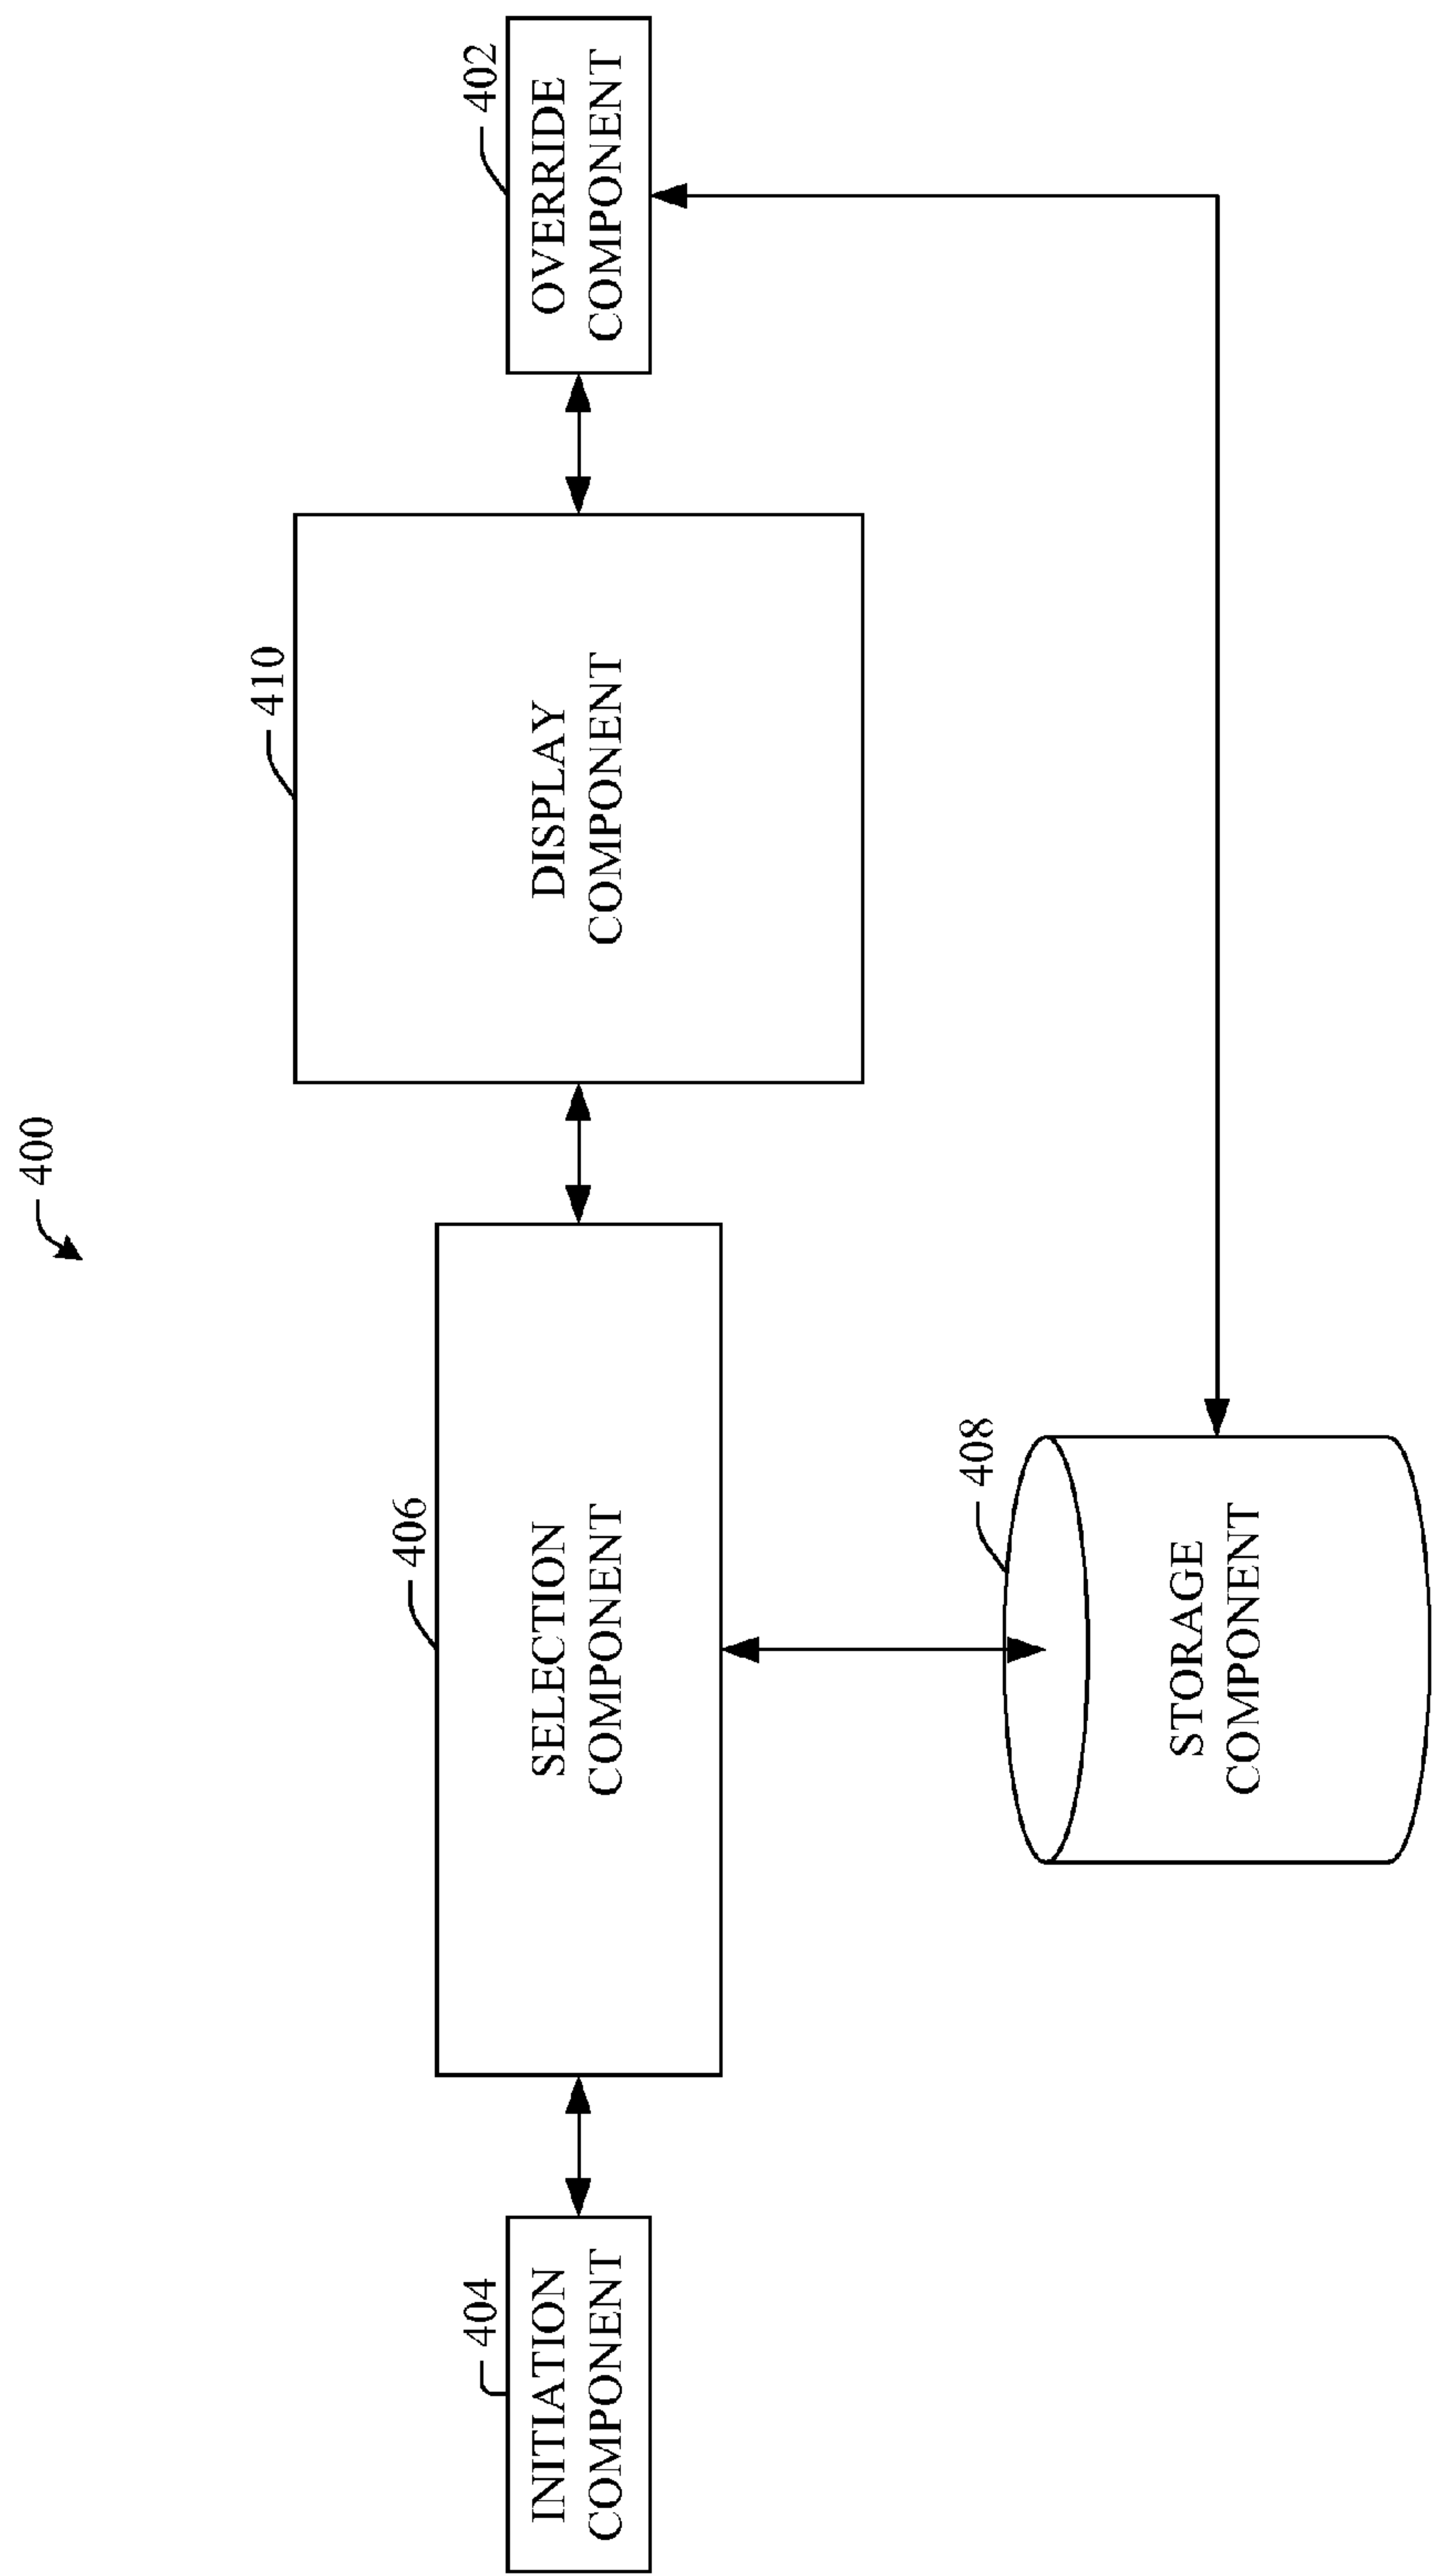 400
404
INITIATION
COMPONENT
406
SELECTION
COMPONENT
410
DISPLAY
COMPONENT
402
OVERRIDE
COMPONENT
408
STORAGE
COMPONENT